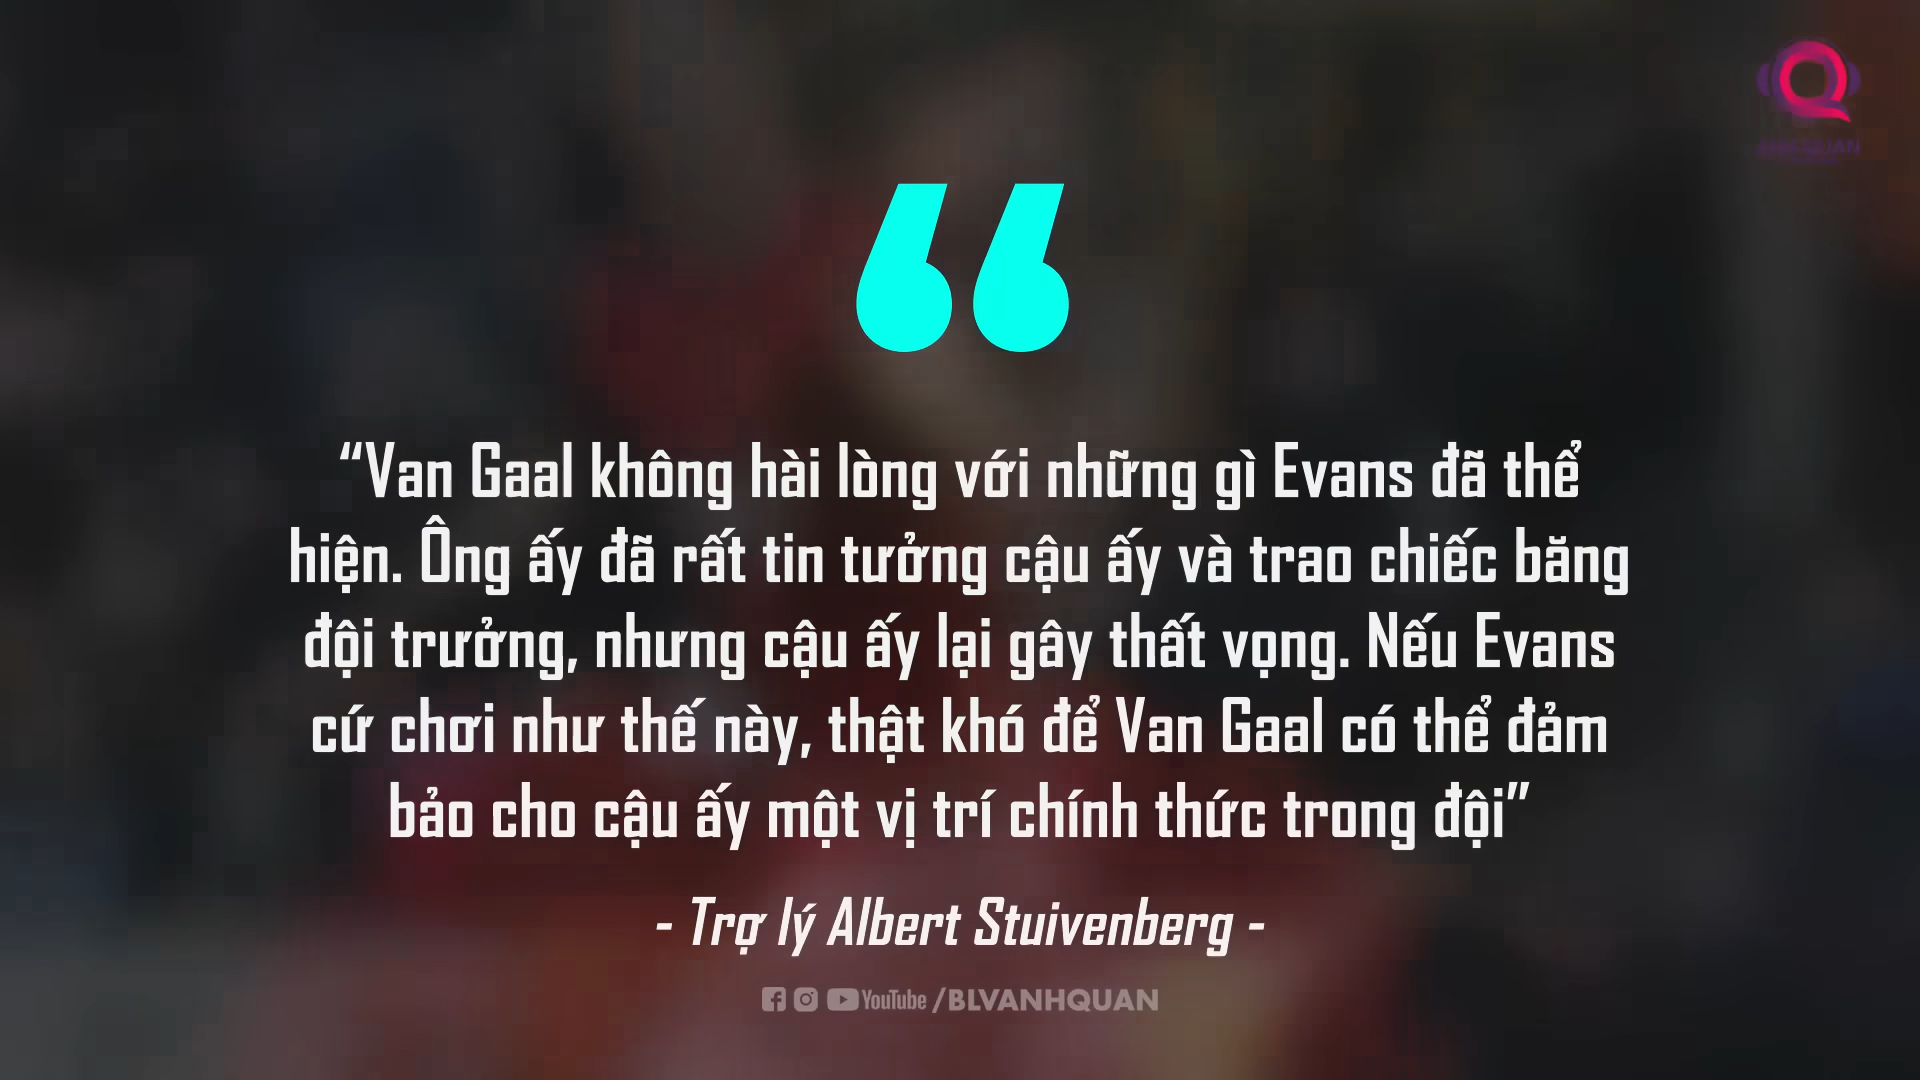 “Van Gaal không hài lòng với những gì Evans đã thể
hiện. Ông ấy đã rất tin tưởng cậu ấy và trao chiếc băng
đội trưởng, nhưng cậu ấy lại gây thất vọng. Nếu Evans
cứ chơi như thế này, thật khó để Van Gaal có thể đảm
bảo cho cậu ấy một vị trí chính thức trong đội”
- Trợ lý Albert Stuivenberg -
YouTube /BLVANHQUAN